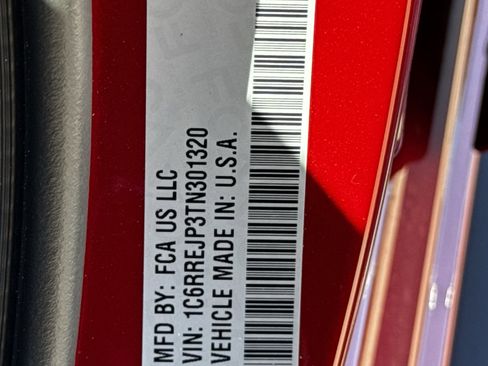 MFD BY: FCA US LLC
VIN: 1C6RREJP3TN301320
VEHICLE MADE IN: U.S.A.